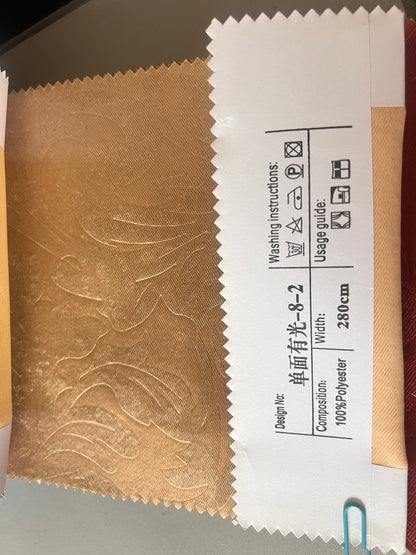 Design No:
单面有光-8-2
Washing instructions:
Composition:
100%Polyester
Width:
280cm
Usage guide: